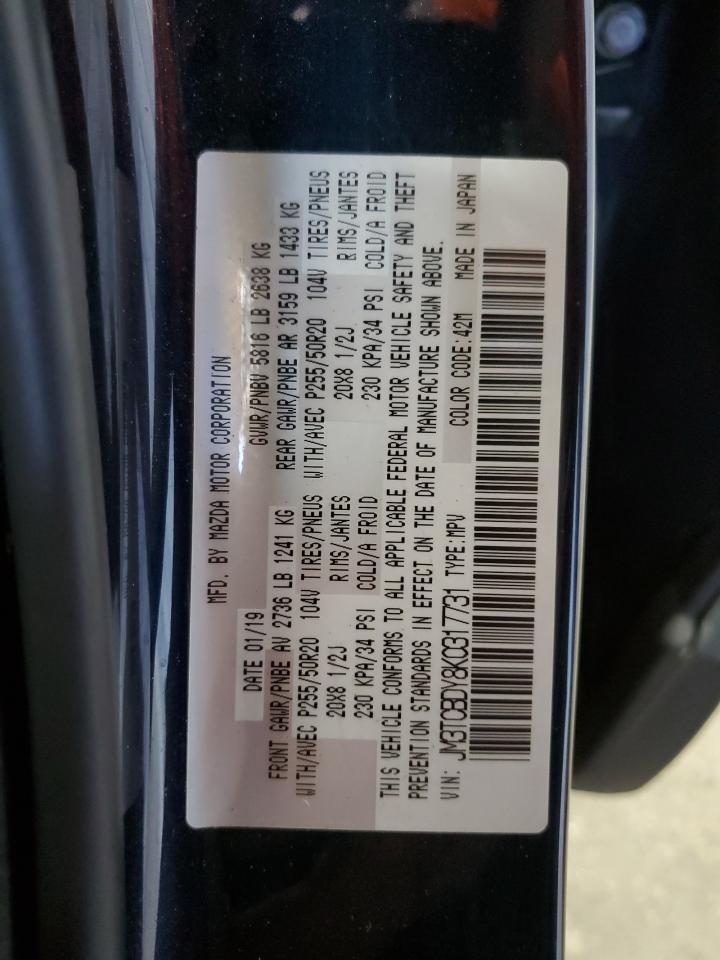 MFD. BY MAZDA MOTOR CORPORATION
DATE 01/19 GVWR/PNBV 5816 LB 2638 KG
FRONT GAWR/PNBE AV 2736 LB 1241 KG REAR GAWR/PNBE AR 3159 LB 1433 KG
WITH/AVEC P255/50R20 104V TIRES/PNEUS WITH/AVEC P255/50R20 104V TIRES/PNEUS
20X8 1/2J RIMS/JANTES 20X8 1/2J RIMS/JANTES
230 KPA/34 PSI COLD/A FROID 230 KPA/34 PSI COLD/A FROID
THIS VEHICLE CONFORMS TO ALL APPLICABLE FEDERAL MOTOR VEHICLE SAFETY AND THEFT
PREVENTION STANDARDS IN EFFECT ON THE DATE OF MANUFACTURE SHOWN ABOVE.
VIN: JM3TCBDY8K0317731 TYPE:MPV COLOR CODE:42M MADE IN JAPAN